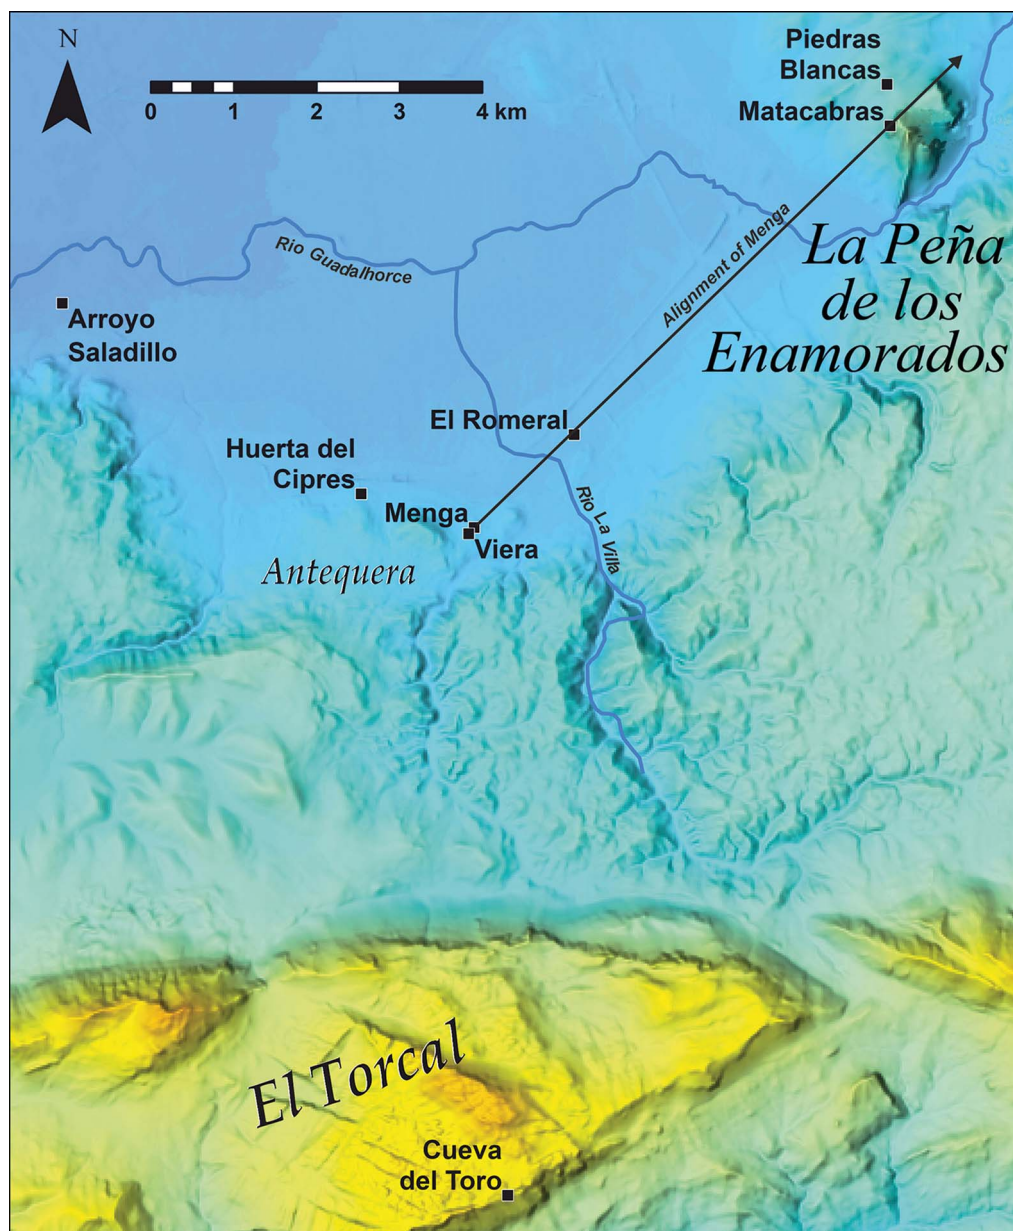 N
0 1 2 3 4 km
Piedras
Blancas
Matacabras
Alignment of Menga
Rio Guadalhorce
La Peña
de los
Enamorados
Arroyo
Saladillo
El Romeral
Huerta del
Cipres
Menga
Viera
Rio La Villa
Antequera
El Torcal
Cueva
del Toro